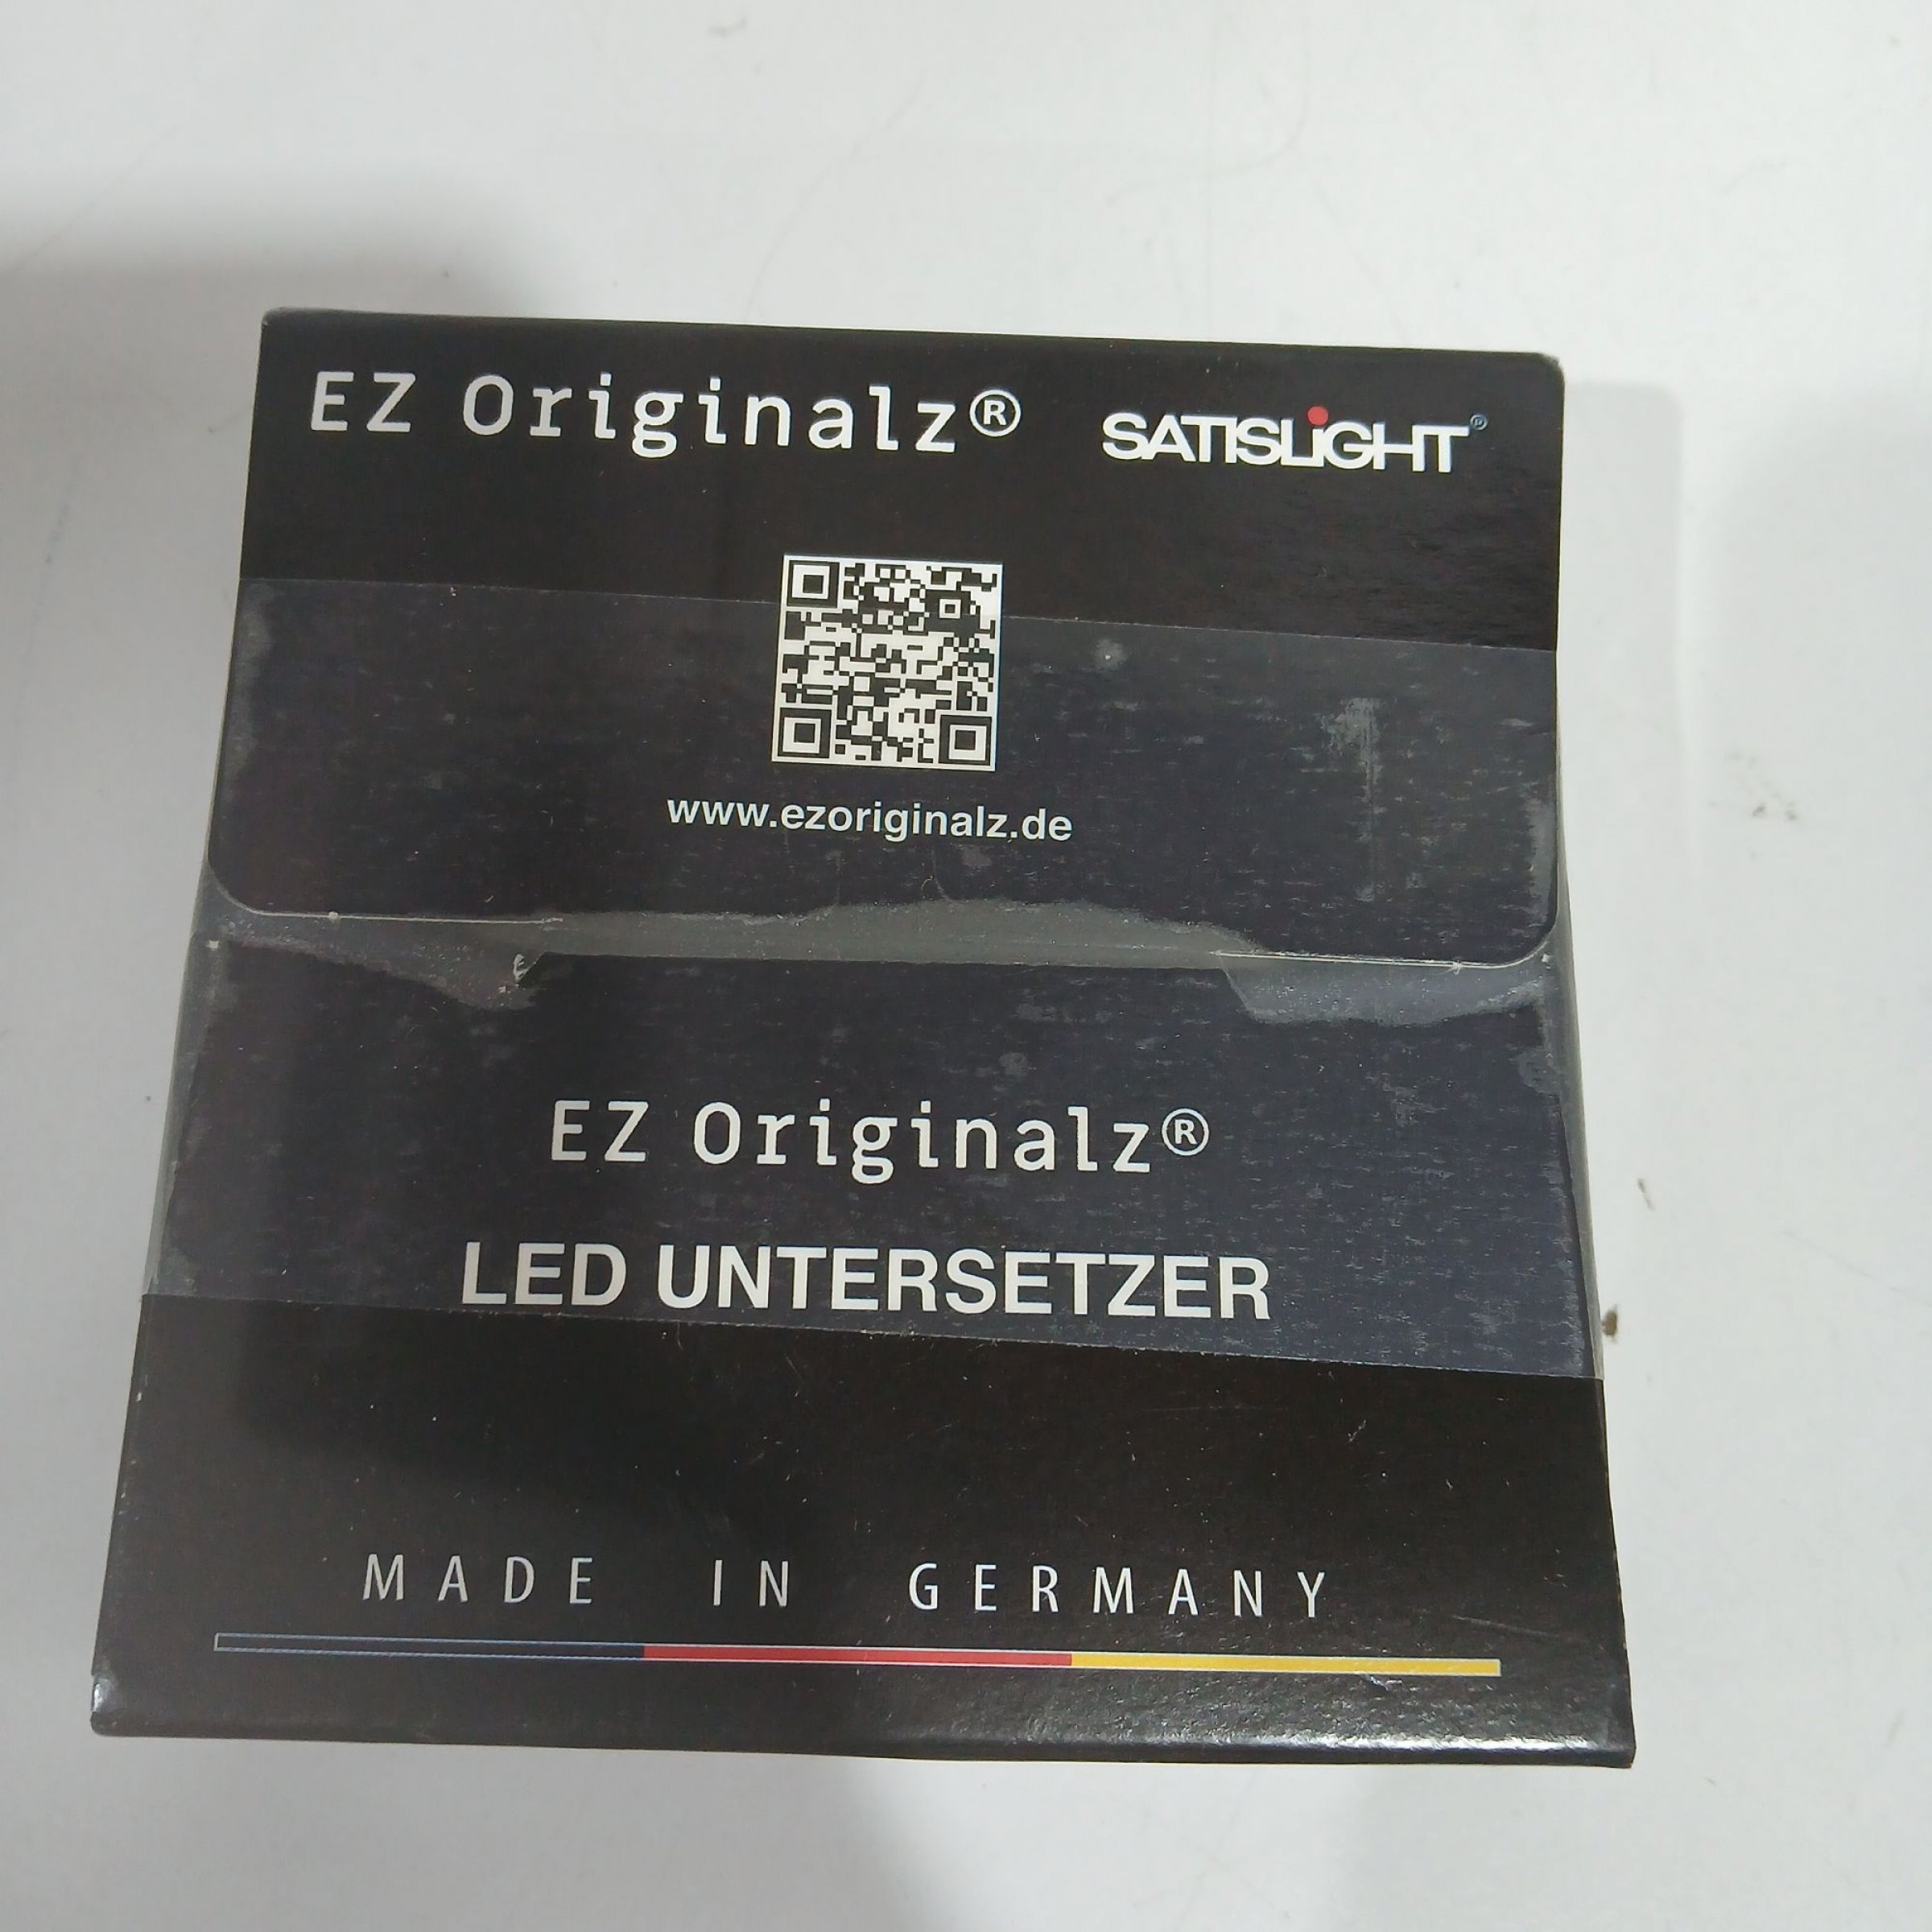 EZ Originalz®
SATISLiGHT®
www.ezoriginalz.de
EZ Originalz®
LED UNTERSETZER
MADE IN GERMANY